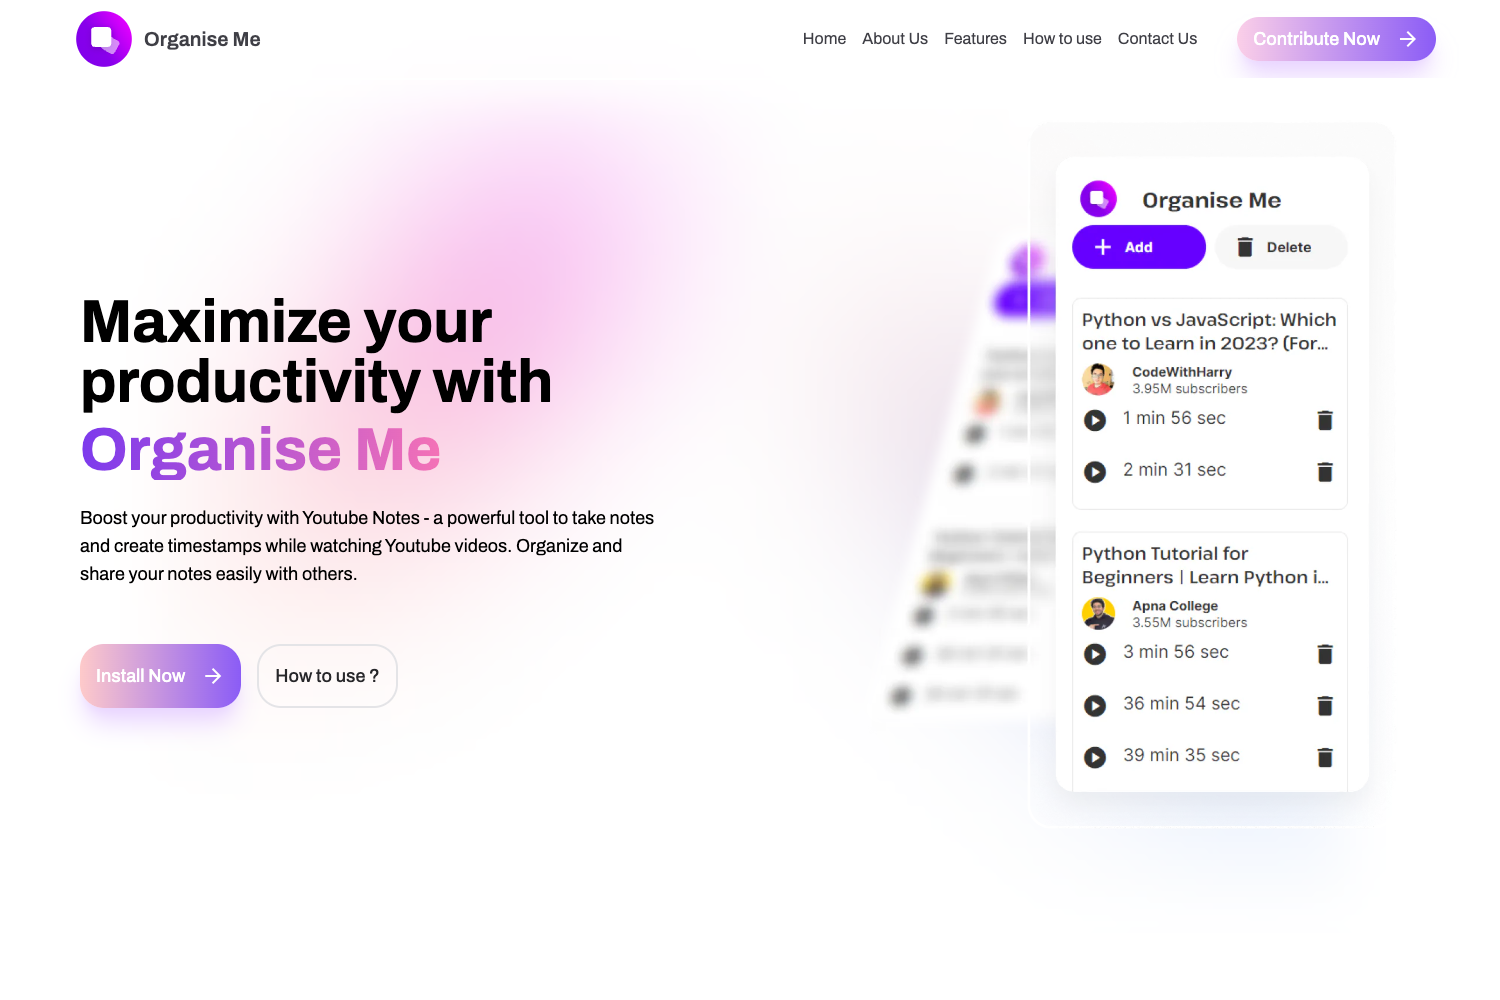 Organise Me
Home About Us Features How to use Contact Us
Contribute Now
Maximize your
productivity with
Organise Me
Boost your productivity with Youtube Notes - a powerful tool to take notes
and create timestamps while watching Youtube videos. Organize and
share your notes easily with others.
Install Now
How to use ?
Organise Me
Add
Delete
Python vs JavaScript: Which
one to Learn in 2023? (For...
CodeWithHarry
3.95M subscribers
1 min 56 sec
2 min 31 sec
Python Tutorial for
Beginners | Learn Python i...
Apna College
3.55M subscribers
3 min 56 sec
36 min 54 sec
39 min 35 sec